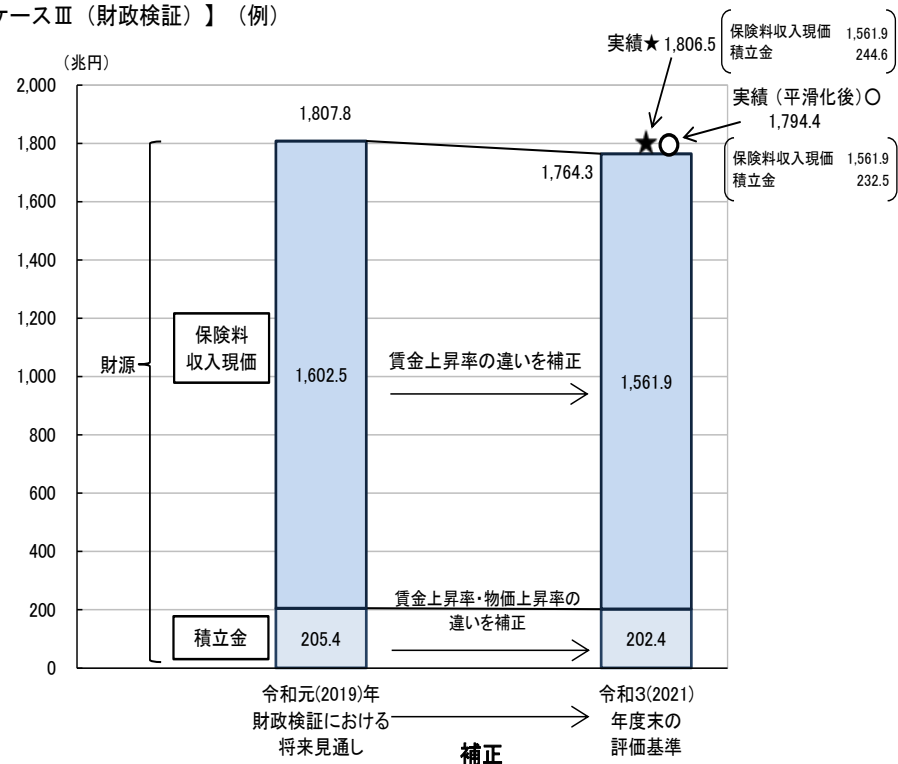 ケースⅢ（財政検証）】（例）
実績★1,806.5
保険料収入現価 1,561.9
積立金 244.6
（兆円）
実績（平滑化後）○
1,794.4
保険料収入現価 1,561.9
積立金 232.5
2,000
1,800
1,600
1,400
1,200
1,000
800
600
400
200
0
1,807.8
1,764.3
財源
保険料
収入現価
1,602.5
賃金上昇率の違いを補正
1,561.9
積立金
205.4
賃金上昇率・物価上昇率の
違いを補正
202.4
令和元(2019)年
財政検証における
将来見通し
補正
令和3(2021)
年度末の
評価基準